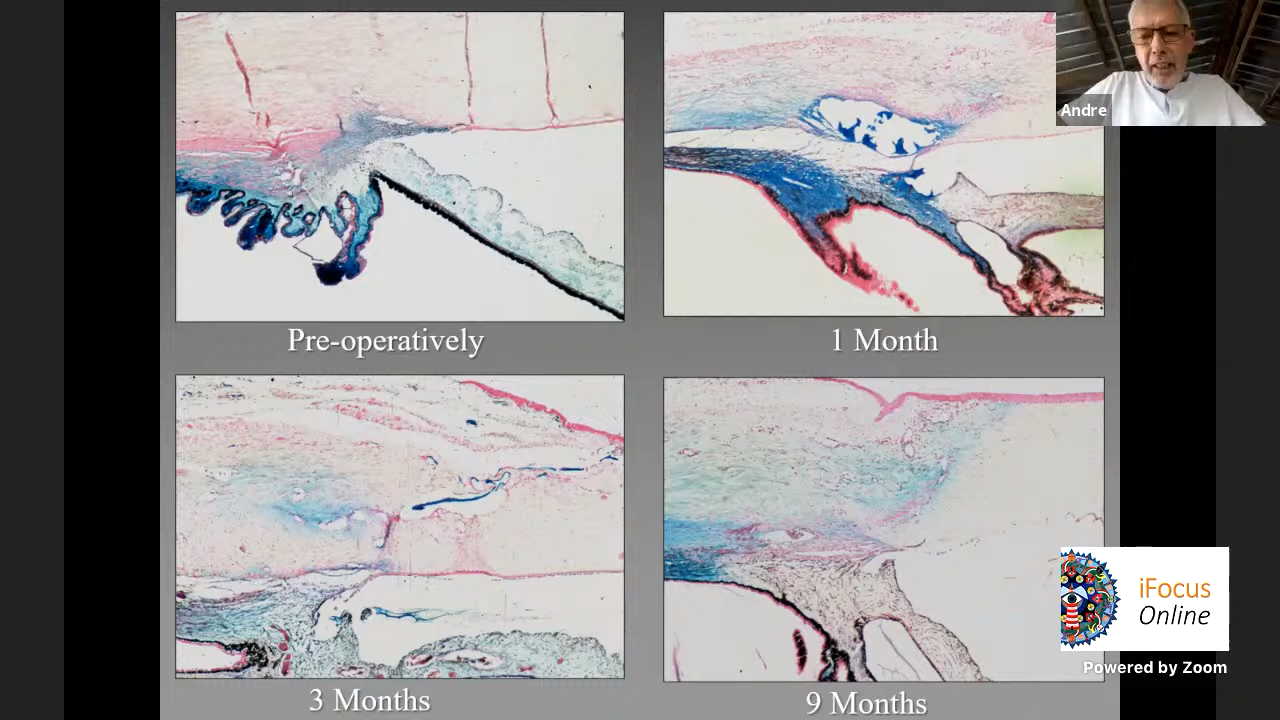 Andre
Pre-operatively
1 Month
3 Months
9 Months
iFocus
Online
Powered by Zoom